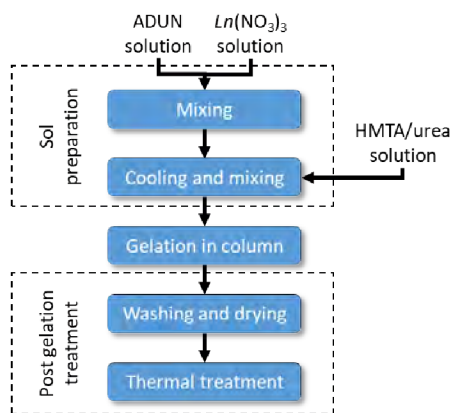 ADUN
solution
Ln(NO3)3
solution
Sol
preparation
Mixing
HMTA/urea
solution
Cooling and mixing
Gelation in column
Post gelation
treatment
Washing and drying
Thermal treatment